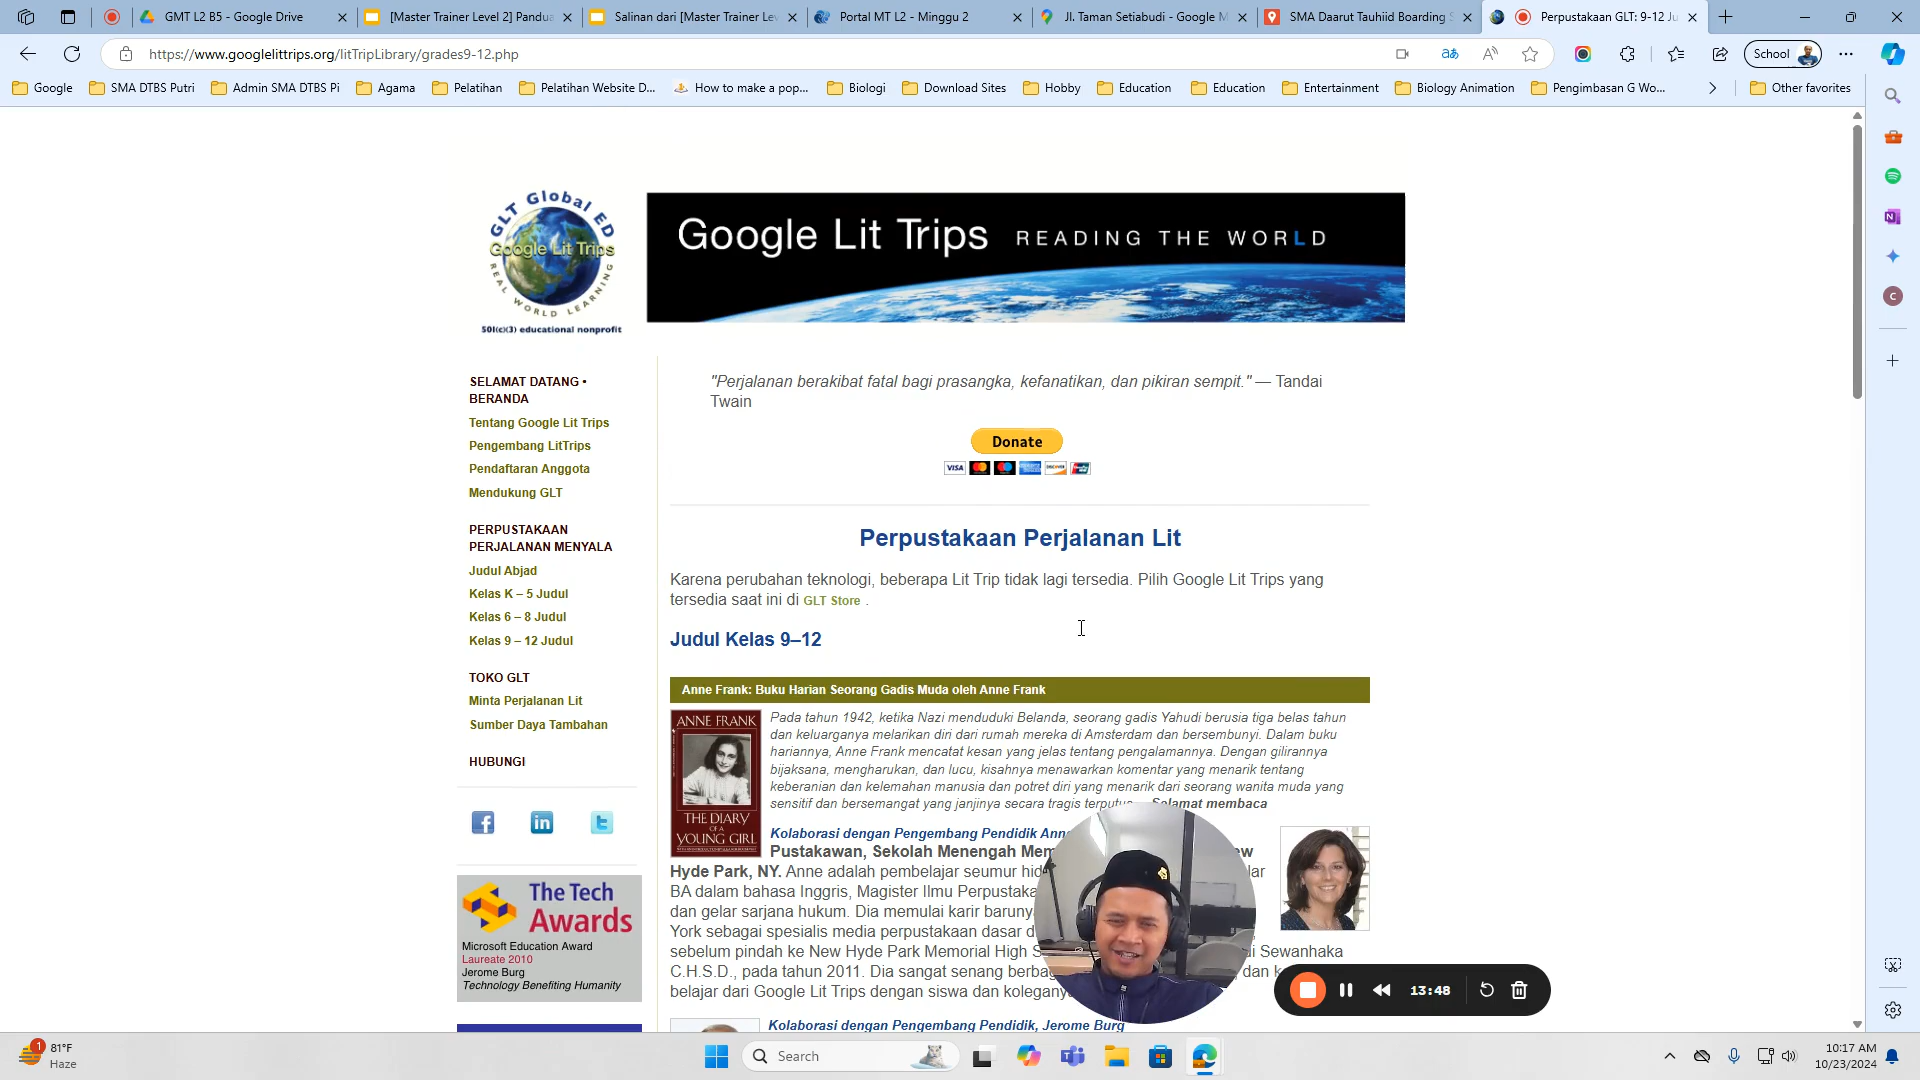 GMT L2 B5 - Google Drive
[Master Trainer Level 2] Pandua
Salinan dari [Master Trainer Le
Portal MT L2 - Minggu 2
Jl. Taman Setiabudi - Google M
SMA Daarut Tauhiid Boarding S
Perpustakaan GLT: 9-12 Ju
https://www.googlelittrips.org/litTripLibrary/grades9-12.php
School
Google
SMA DTBS Putri
Admin SMA DTBS Pi
Agama
Pelatihan
Pelatihan Website D...
How to make a pop...
Biologi
Download Sites
Hobby
Education
Education
Entertainment
Biology Animation
Pengimbasan G Wo...
Other favorites
GLT Global ED
Google Lit Trips
REAL WORLD LEARNING
501(c)(3) educational nonprofit
Google Lit Trips READING THE WORLD
SELAMAT DATANG •
BERANDA
Tentang Google Lit Trips
Pengembang LitTrips
Pendaftaran Anggota
Mendukung GLT
PERPUSTAKAAN
PERJALANAN MENYALA
Judul Abjad
Kelas K – 5 Judul
Kelas 6 – 8 Judul
Kelas 9 – 12 Judul
TOKO GLT
Minta Perjalanan Lit
Sumber Daya Tambahan
HUBUNGI
The Tech
Awards
Microsoft Education Award
Laureate 2010
Jerome Burg
Technology Benefiting Humanity
"Perjalanan berakibat fatal bagi prasangka, kefanatikan, dan pikiran sempit." — Tandai
Twain
Donate
VISA
Perpustakaan Perjalanan Lit
Karena perubahan teknologi, beberapa Lit Trip tidak lagi tersedia. Pilih Google Lit Trips yang
tersedia saat ini di GLT Store .
Judul Kelas 9–12
Anne Frank: Buku Harian Seorang Gadis Muda oleh Anne Frank
ANNE FRANK
THE DIARY
OF A
YOUNG GIRL
Pada tahun 1942, ketika Nazi menduduki Belanda, seorang gadis Yahudi berusia tiga belas tahun
dan keluarganya melarikan diri dari rumah mereka di Amsterdam dan bersembunyi. Dalam buku
hariannya, Anne Frank mencatat kesan yang jelas tentang pengalamannya. Dengan gilirannya
bijaksana, mengharukan, dan lucu, kisahnya menawarkan komentar yang menarik tentang
keberanian dan kelemahan manusia dan potret diri yang menarik dari seorang wanita muda yang
sensitif dan bersemangat yang janjinya secara tragis terputus. Selamat membaca
Kolaborasi dengan Pengembang Pendidik Anne
Pustakawan, Sekolah Menengah Mem ew
Hyde Park, NY. Anne adalah pembelajar seumur hid lar
BA dalam bahasa Inggris, Magister Ilmu Perpustaka
dan gelar sarjana hukum. Dia memulai karir baruny
York sebagai spesialis media perpustakaan dasar d
sebelum pindah ke New Hyde Park Memorial High S i Sewanhaka
C.H.S.D., pada tahun 2011. Dia sangat senang berbag dan k
belajar dari Google Lit Trips dengan siswa dan koleganya
Kolaborasi dengan Pengembang Pendidik, Jerome Burg
13:48
1
81°F
Haze
Search
10:17 AM
10/23/2024